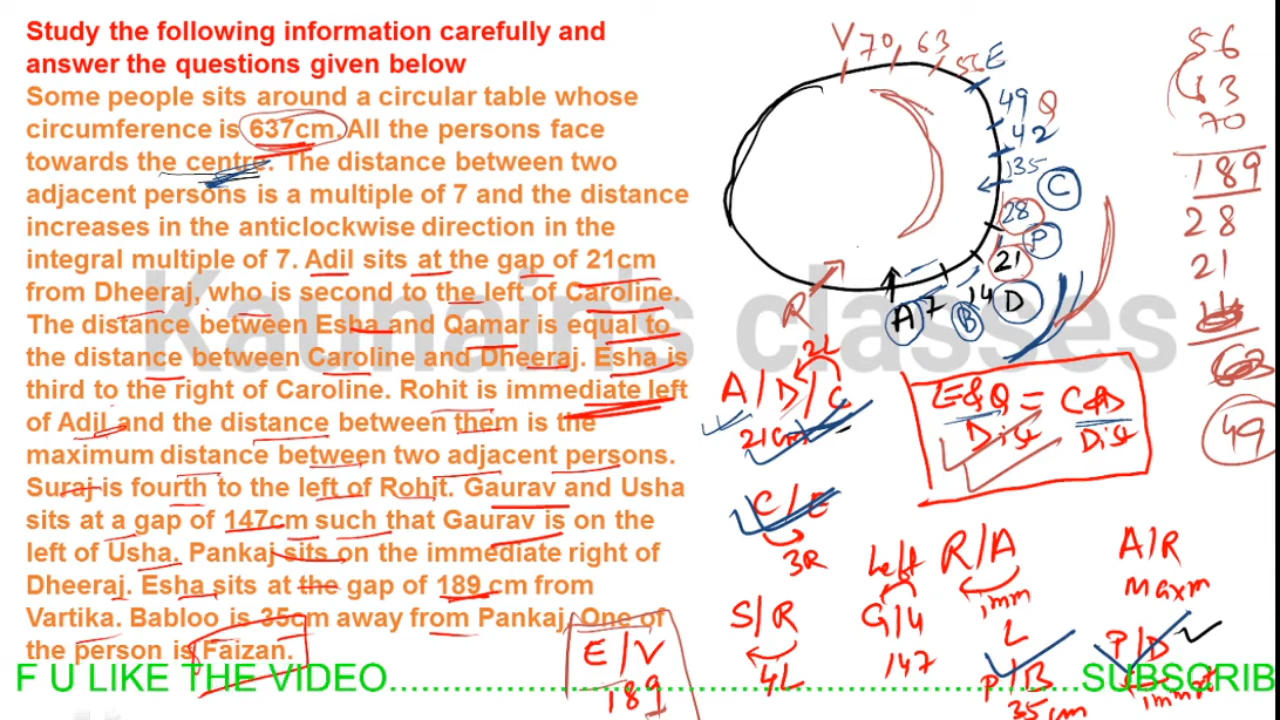 Study the following information carefully and
answer the questions given below
Some people sits around a circular table whose
circumference is 637cm. All the persons face
towards the centre. The distance between two
adjacent persons is a multiple of 7 and the distance
increases in the anticlockwise direction in the
integral multiple of 7. Adil sits at the gap of 21cm
from Dheeraj, who is second to the left of Caroline.
The distance between Esha and Qamar is equal to
the distance between Caroline and Dheeraj. Esha is
third to the right of Caroline. Rohit is immediate left
of Adil and the distance between them is the
maximum distance between two adjacent persons.
Suraj is fourth to the left of Rohit. Gaurav and Usha
sits at a gap of 147cm such that Gaurav is on the
left of Usha. Pankaj sits on the immediate right of
Dheeraj. Esha sits at the gap of 189 cm from
Vartika. Babloo is 35cm away from Pankaj, One of
the person is Faizan.
Kaunain's classes
V 70 63 56 E
49 Q
42
135
C
28
P
21
A 7 B 14 D
R
56
63
70
189
28
21
49
A/D/C
2L
21cm
E&Q = C&D
Dist Dist
C/E
3R
S/R
4L
Left
G/U
147
R/A
imm
L
A/R
Maxm
P/B
35cm
P/D
immrt
E/V
189
F U LIKE THE VIDEO SUBSCRIB